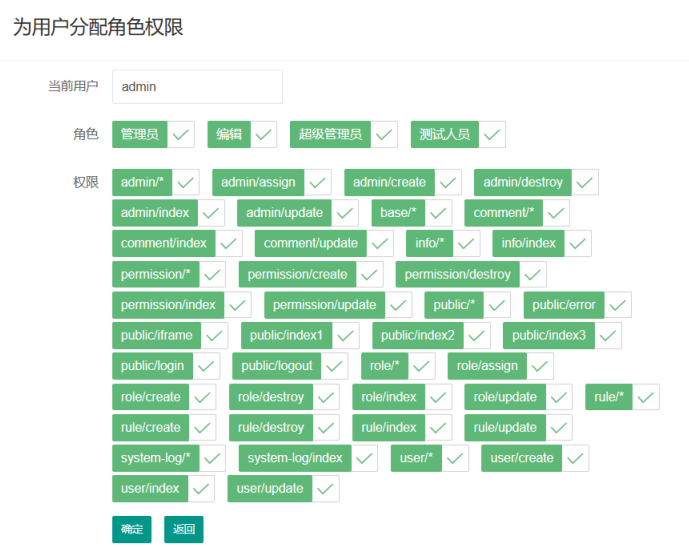 为用户分配角色权限
当前用户 admin
角色 管理员 编辑 超级管理员 测试人员
权限 admin/* admin/assign admin/create admin/destroy
admin/index admin/update base/* comment/*
comment/index comment/update info/* info/index
permission/* permission/create permission/destroy
permission/index permission/update public/* public/error
public/iframe public/index1 public/index2 public/index3
public/login public/logout role/* role/assign
role/create role/destroy role/index role/update rule/*
rule/create rule/destroy rule/index rule/update
system-log/* system-log/index user/* user/create
user/index user/update
确定 返回